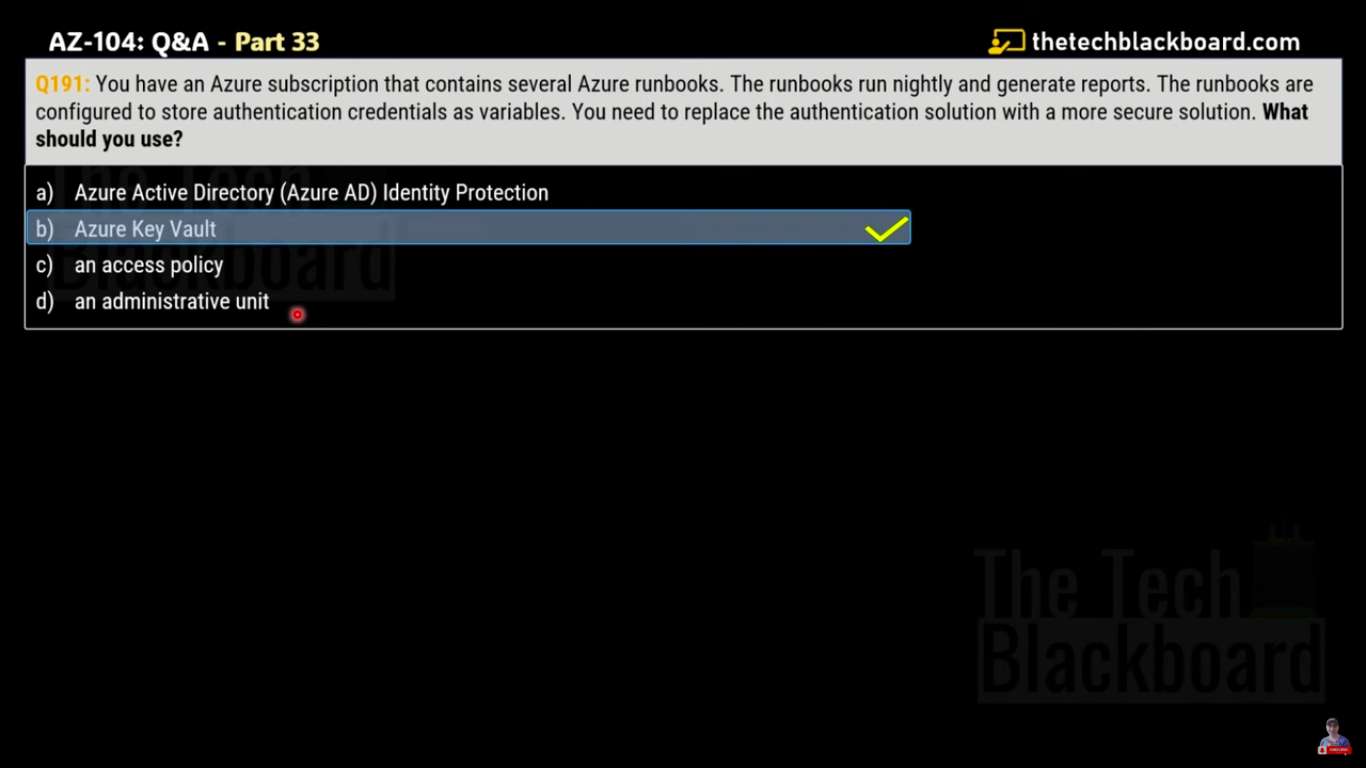 AZ-104: Q&A - Part 33
thetechblackboard.com
Q191: You have an Azure subscription that contains several Azure runbooks. The runbooks run nightly and generate reports. The runbooks are
configured to store authentication credentials as variables. You need to replace the authentication solution with a more secure solution. What
should you use?
a) Azure Active Directory (Azure AD) Identity Protection
b) Azure Key Vault
c) an access policy
d) an administrative unit
The Tech
Blackboard
The Tech
Blackboard